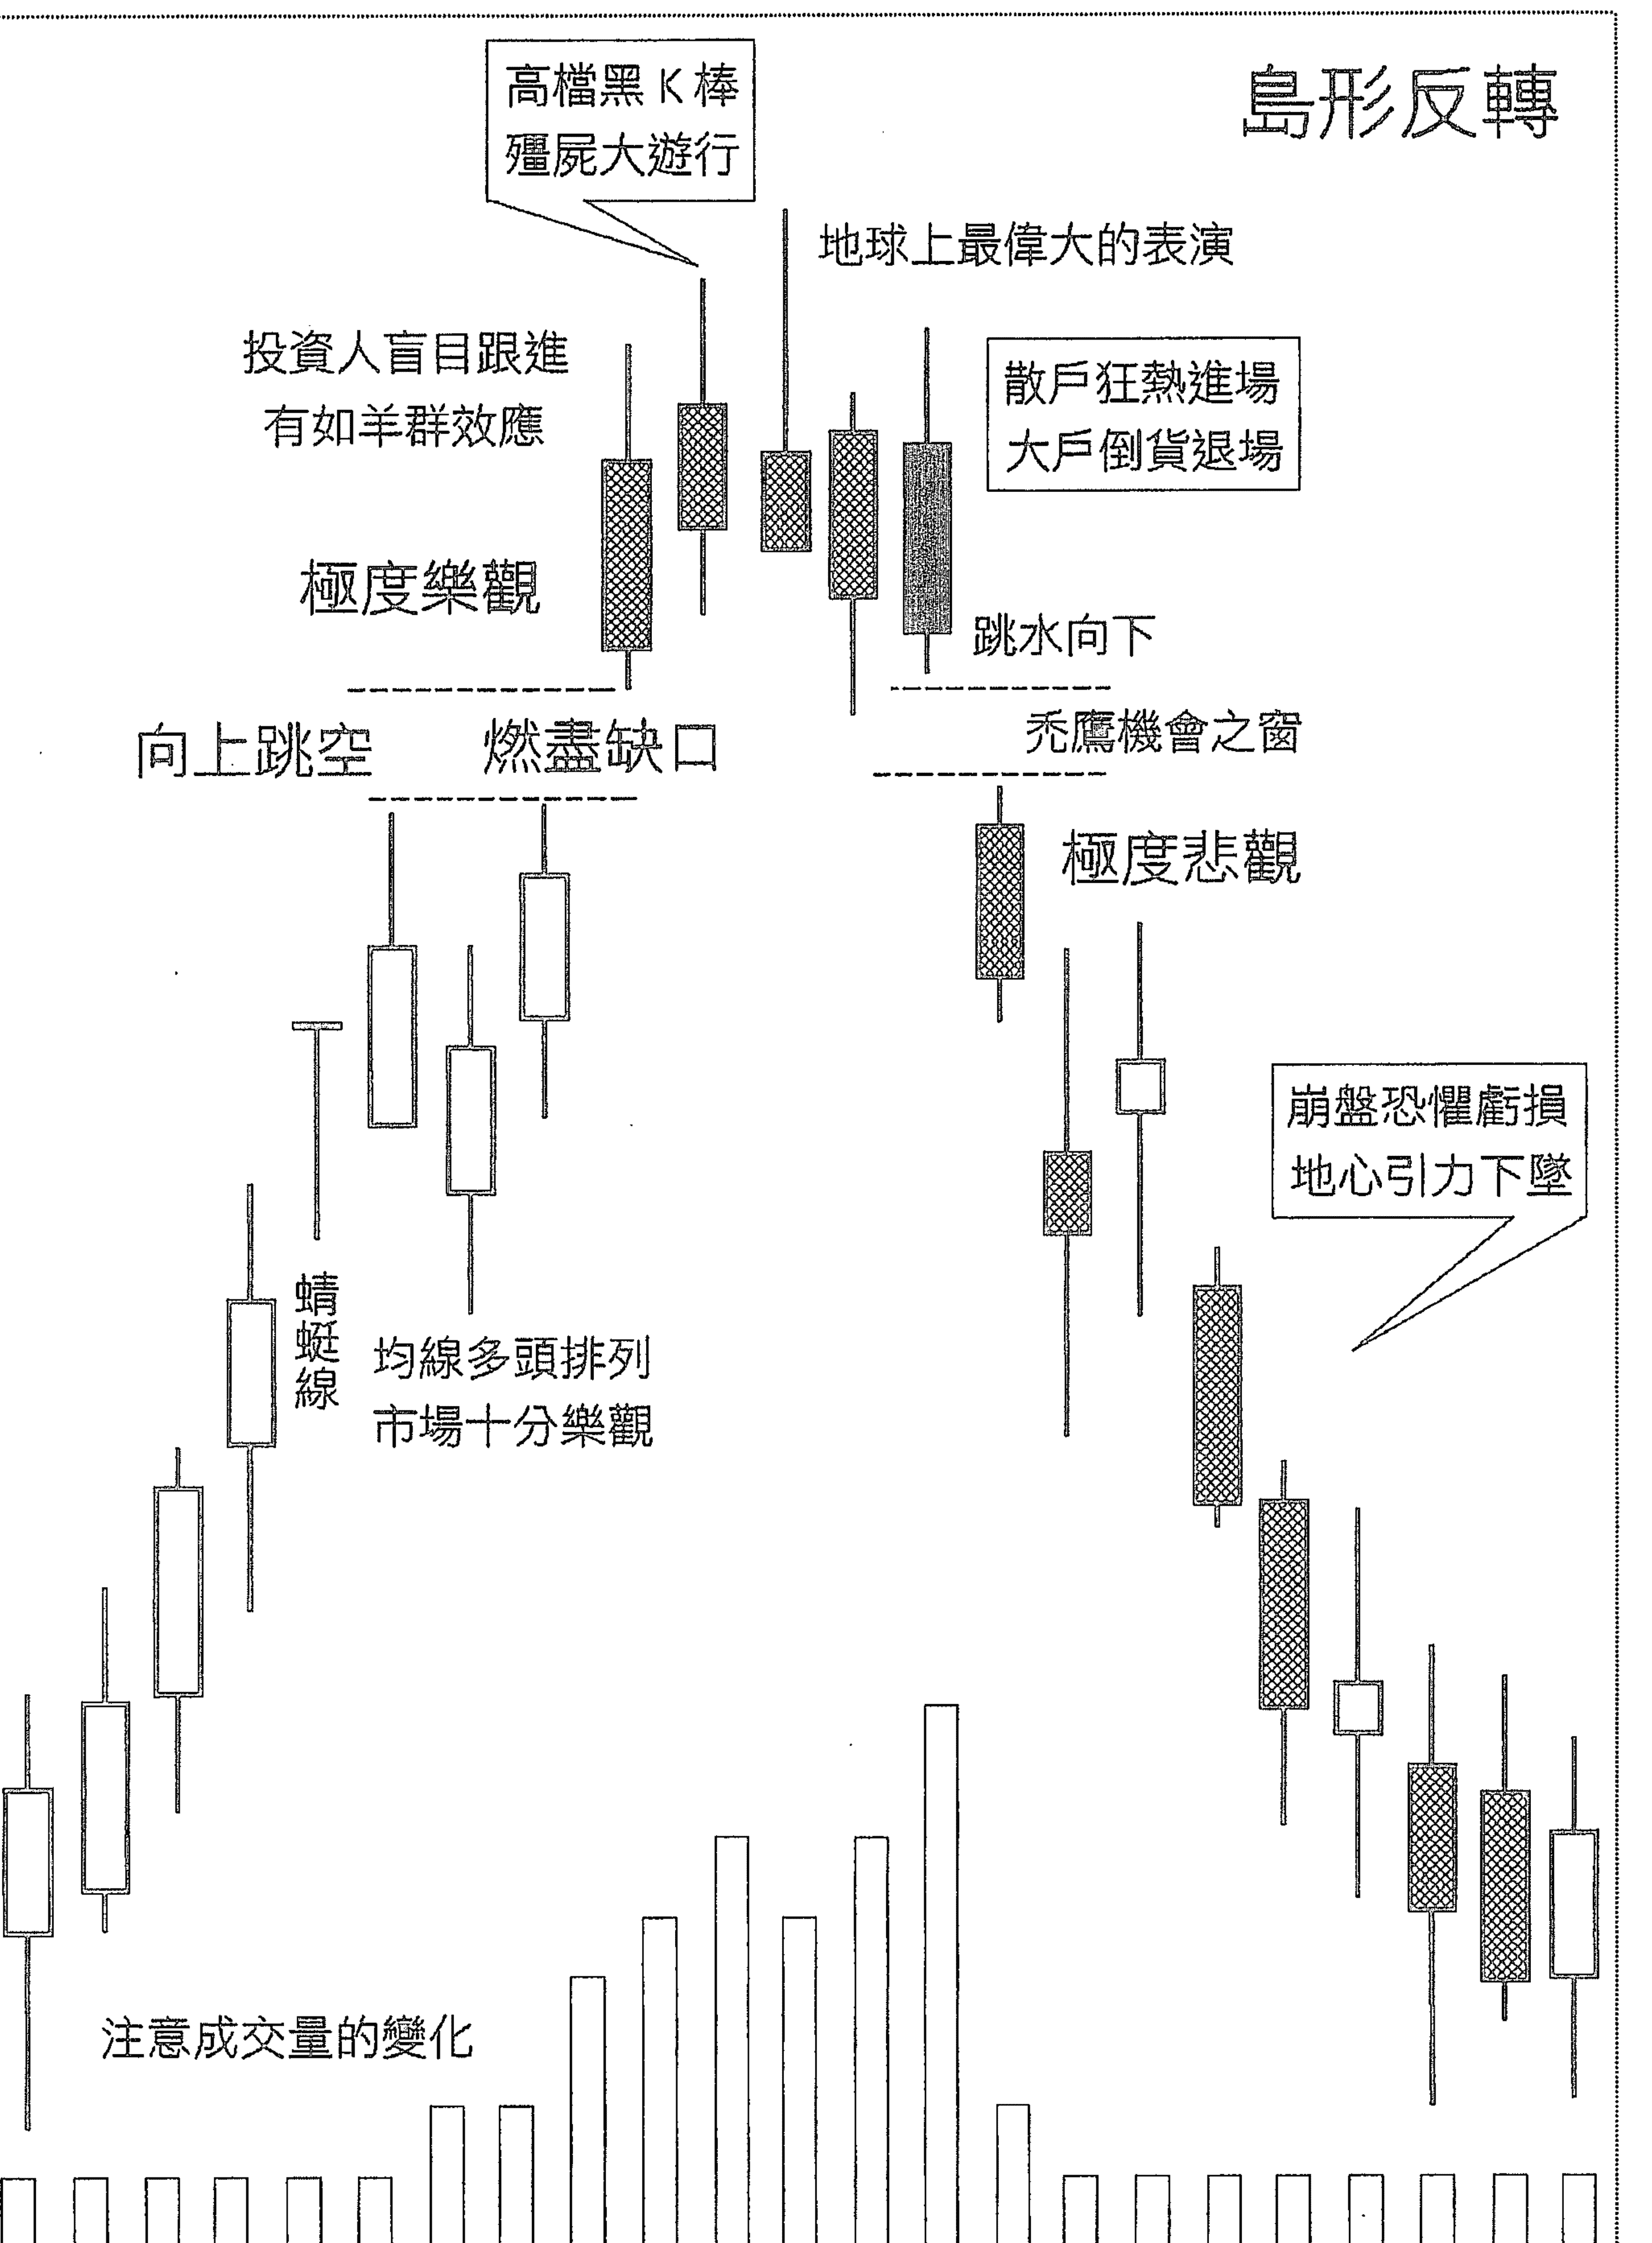 島形反轉
高檔黑K棒
殭屍大遊行
地球上最偉大的表演
投資人盲目跟進
有如羊群效應
散戶狂熱進場
大戶倒貨退場
極度樂觀
跳水向下
向上跳空
燃盡缺口
禿鷹機會之窗
極度悲觀
崩盤恐懼虧損
地心引力下墜
蜻蜓線
均線多頭排列
市場十分樂觀
注意成交量的變化